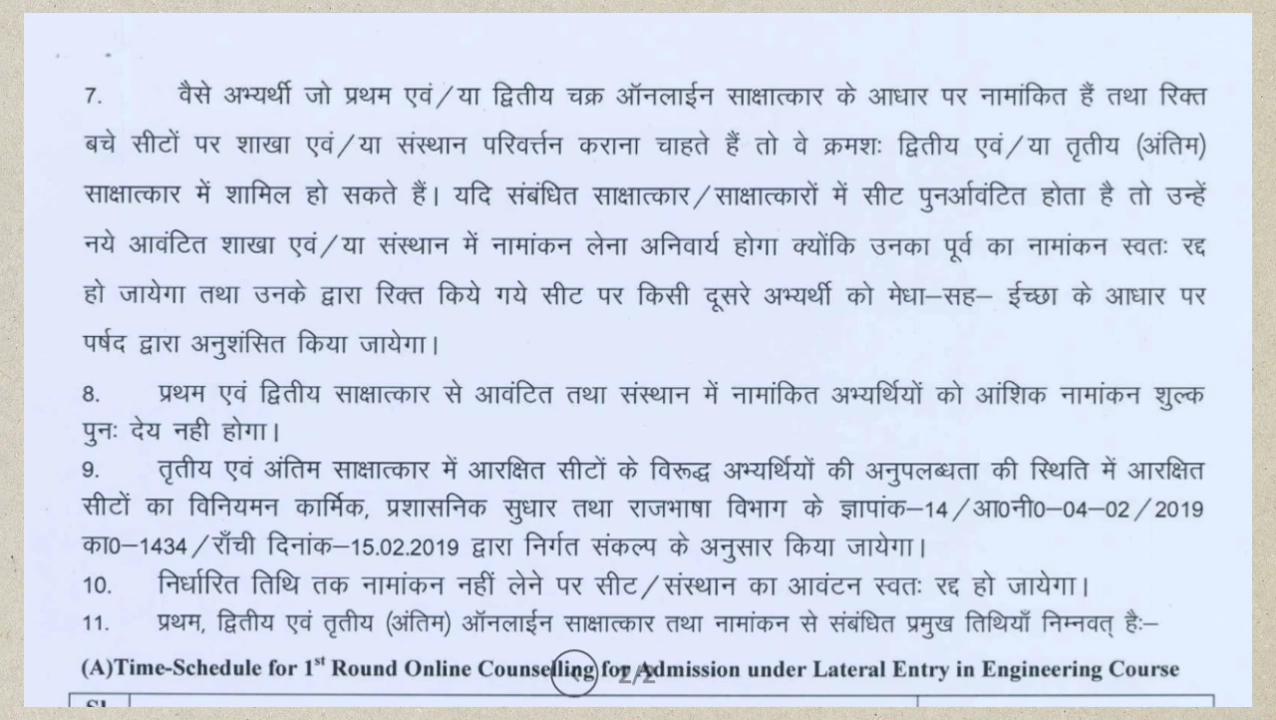 7. वैसे अभ्यर्थी जो प्रथम एवं/या द्वितीय चक्र ऑनलाईन साक्षात्कार के आधार पर नामांकित हैं तथा रिक्त
बचे सीटों पर शाखा एवं/या संस्थान परिवर्त्तन कराना चाहते हैं तो वे क्रमशः द्वितीय एवं/या तृतीय (अंतिम)
साक्षात्कार में शामिल हो सकते हैं। यदि संबंधित साक्षात्कार/साक्षात्कारों में सीट पुनर्आवंटित होता है तो उन्हें
नये आवंटित शाखा एवं/या संस्थान में नामांकन लेना अनिवार्य होगा क्योंकि उनका पूर्व का नामांकन स्वतः रद्द
हो जायेगा तथा उनके द्वारा रिक्त किये गये सीट पर किसी दूसरे अभ्यर्थी को मेधा–सह– ईच्छा के आधार पर
पर्षद द्वारा अनुशंसित किया जायेगा।
8. प्रथम एवं द्वितीय साक्षात्कार से आवंटित तथा संस्थान में नामांकित अभ्यर्थियों को आंशिक नामांकन शुल्क
पुनः देय नही होगा।
9. तृतीय एवं अंतिम साक्षात्कार में आरक्षित सीटों के विरूद्ध अभ्यर्थियों की अनुपलब्धता की स्थिति में आरक्षित
सीटों का विनियमन कार्मिक, प्रशासनिक सुधार तथा राजभाषा विभाग के ज्ञापांक–14/आ0नी0–04–02/2019
का0–1434/राँची दिनांक–15.02.2019 द्वारा निर्गत संकल्प के अनुसार किया जायेगा।
10. निर्धारित तिथि तक नामांकन नहीं लेने पर सीट/संस्थान का आवंटन स्वतः रद्द हो जायेगा।
11. प्रथम, द्वितीय एवं तृतीय (अंतिम) ऑनलाईन साक्षात्कार तथा नामांकन से संबंधित प्रमुख तिथियाँ निम्नवत् हैः–
(A)Time-Schedule for 1st Round Online Counselling for Admission under Lateral Entry in Engineering Course
2/2